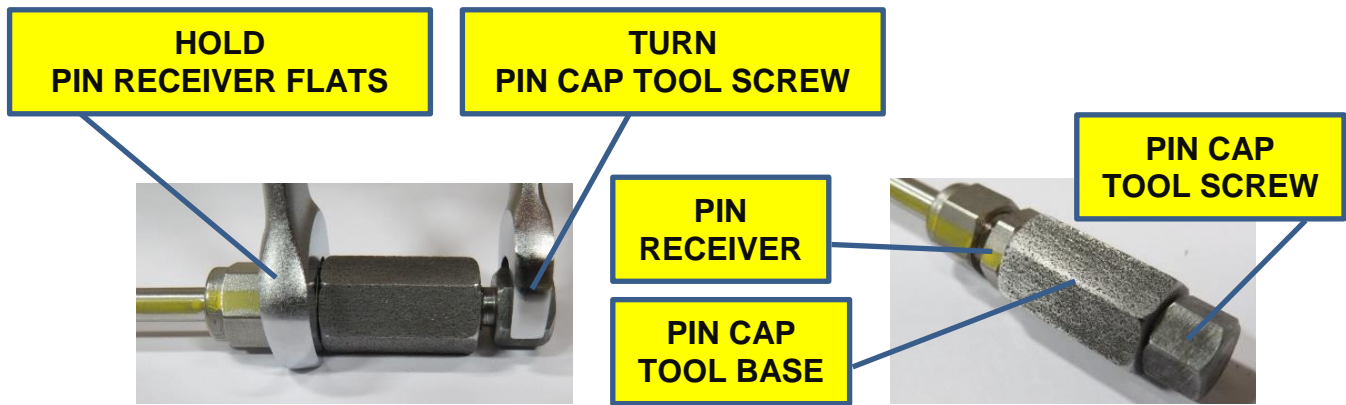 HOLD
PIN RECEIVER FLATS
TURN
PIN CAP TOOL SCREW
PIN CAP
TOOL SCREW
PIN
RECEIVER
PIN CAP
TOOL BASE